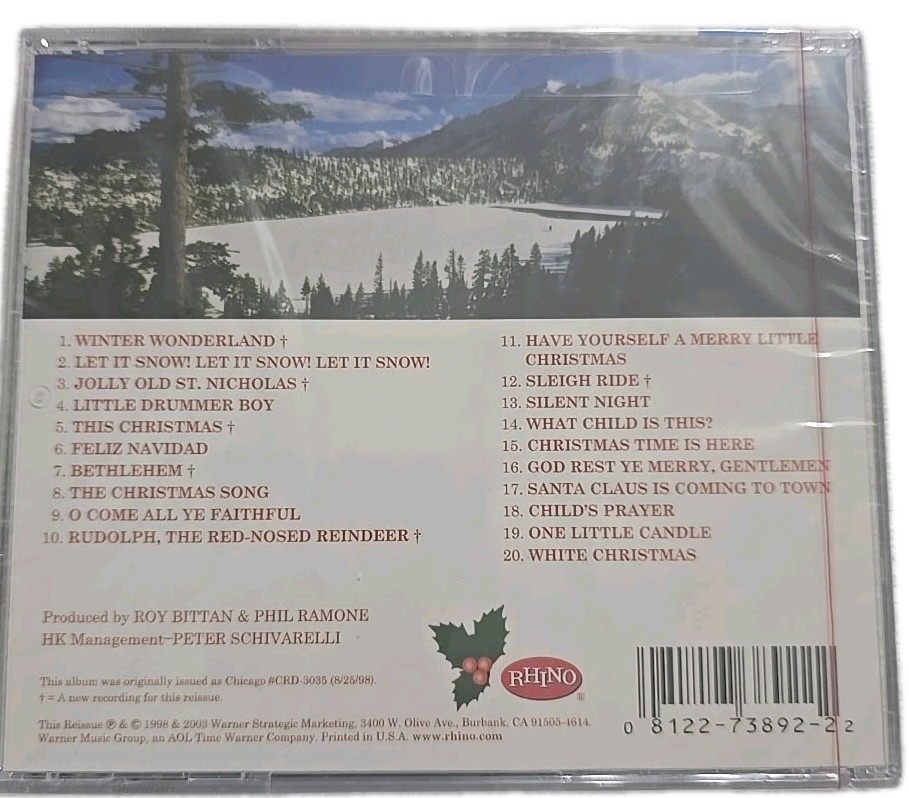 1. WINTER WONDERLAND †
2. LET IT SNOW! LET IT SNOW! LET IT SNOW!
3. JOLLY OLD ST. NICHOLAS †
4. LITTLE DRUMMER BOY
5. THIS CHRISTMAS †
6. FELIZ NAVIDAD
7. BETHLEHEM †
8. THE CHRISTMAS SONG
9. O COME ALL YE FAITHFUL
10. RUDOLPH, THE RED-NOSED REINDEER †
11. HAVE YOURSELF A MERRY LITTLE
CHRISTMAS
12. SLEIGH RIDE †
13. SILENT NIGHT
14. WHAT CHILD IS THIS?
15. CHRISTMAS TIME IS HERE
16. GOD REST YE MERRY, GENTLEMEN
17. SANTA CLAUS IS COMING TO TOWN
18. CHILD'S PRAYER
19. ONE LITTLE CANDLE
20. WHITE CHRISTMAS
Produced by ROY BITTAN & PHIL RAMONE
HK Management–PETER SCHIVARELLI
This album was originally issued as Chicago #CRD-3035 (8/25/98).
† = A new recording for this reissue.
This Reissue ℗ & © 1998 & 2003 Warner Strategic Marketing, 3400 W. Olive Ave., Burbank, CA 91505-4614.
Warner Music Group, an AOL Time Warner Company. Printed in U.S.A. www.rhino.com
RHINO ®
0 8122-73892-2 2